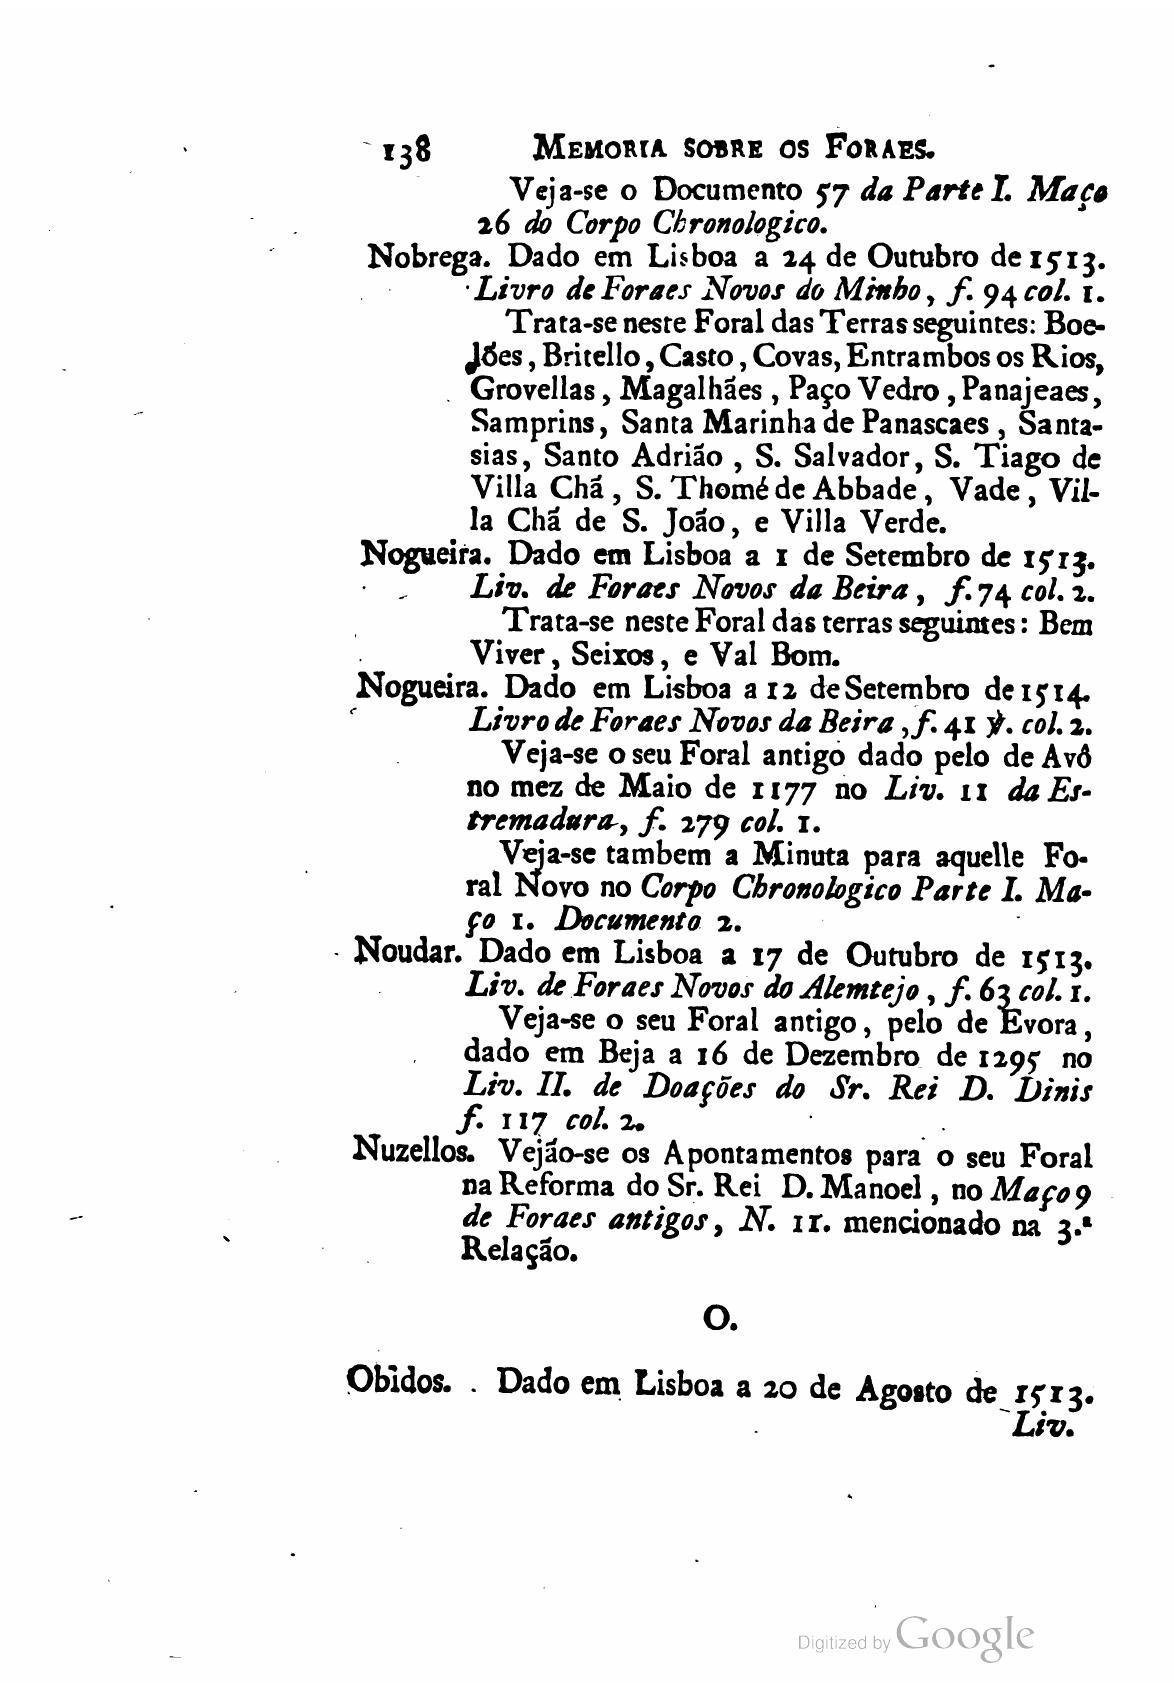 138 MEMORIA SOBRE OS FORAES.
Veja-se o Documento 57 da Parte I. Maço
26 do Corpo Chronologico.
Nobrega. Dado em Lisboa a 24 de Outubro de 1513.
Livro de Foraes Novos do Minho, f. 94 col. 1.
Trata-se neste Foral das Terras seguintes: Boe-
lões, Britello, Casto, Covas, Entrambos os Rios,
Grovellas, Magalhães, Paço Vedro, Panajeaes,
Samprins, Santa Marinha de Panascaes, Santa-
sias, Santo Adrião, S. Salvador, S. Tiago de
Villa Chã, S. Thomé de Abbade, Vade, Vil-
la Chã de S. João, e Villa Verde.
Nogueira. Dado em Lisboa a 1 de Setembro de 1513.
Liv. de Foraes Novos da Beira, f. 74 col. 2.
Trata-se neste Foral das terras seguintes: Bem
Viver, Seixos, e Val Bom.
Nogueira. Dado em Lisboa a 12 de Setembro de 1514.
Livro de Foraes Novos da Beira, f. 41 ℣. col. 2.
Veja-se o seu Foral antigo dado pelo de Avô
no mez de Maio de 1177 no Liv. 11 da Es-
tremadura, f. 279 col. 1.
Veja-se tambem a Minuta para aquelle Fo-
ral Novo no Corpo Chronologico Parte I. Ma-
ço 1. Documento 2.
Noudar. Dado em Lisboa a 17 de Outubro de 1513.
Liv. de Foraes Novos do Alemtejo, f. 63 col. 1.
Veja-se o seu Foral antigo, pelo de Evora,
dado em Beja a 16 de Dezembro de 1295 no
Liv. II. de Doações do Sr. Rei D. Dinis
f. 117 col. 2.
Nuzellos. Vejão-se os Apontamentos para o seu Foral
na Reforma do Sr. Rei D. Manoel, no Maço 9
de Foraes antigos, N. 11. mencionado na 3.ª
Relação.
O.
Obidos. Dado em Lisboa a 20 de Agosto de 1513.
Liv.
Digitized by Google